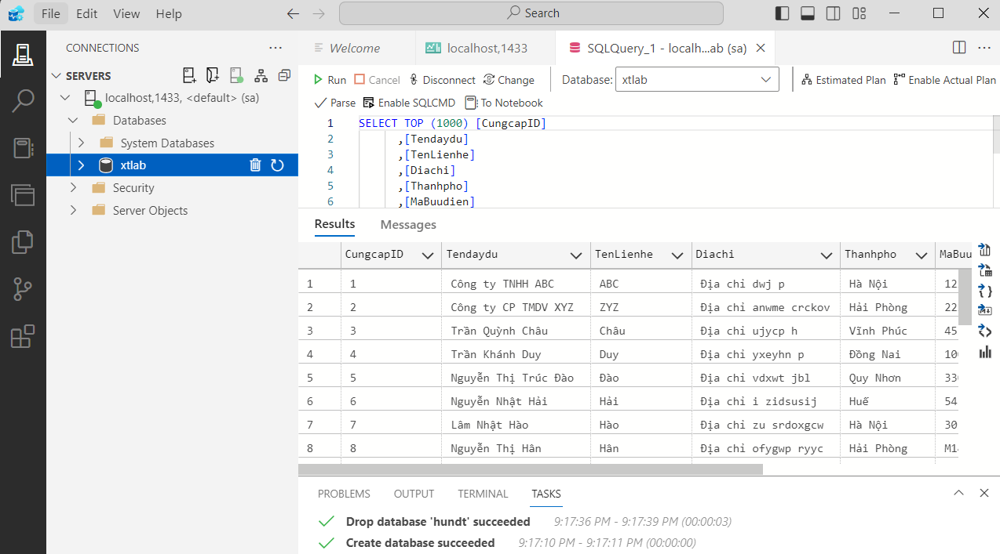 File Edit View Help Search
CONNECTIONS
SERVERS
localhost,1433, <default> (sa)
Databases
System Databases
xtlab
Security
Server Objects
Welcome localhost,1433 SQLQuery_1 - localh...ab (sa)
Run Cancel Disconnect Change Database: xtlab Estimated Plan Enable Actual Plan
Parse Enable SQLCMD To Notebook
1 SELECT TOP (1000) [CungcapID]
2 ,[Tendaydu]
3 ,[TenLienhe]
4 ,[Diachi]
5 ,[Thanhpho]
6 ,[MaBuudien]
Results Messages
CungcapID Tendaydu TenLienhe Diachi Thanhpho MaBuu
1 1 Công ty TNHH ABC ABC Địa chỉ dwj p Hà Nội 12
2 2 Công ty CP TMDV XYZ ZYZ Địa chỉ anwme crckov Hải Phòng 22
3 3 Trần Quỳnh Châu Châu Địa chỉ ujycp h Vĩnh Phúc 45
4 4 Trần Khánh Duy Duy Địa chỉ yxeyhn p Đồng Nai 10
5 5 Nguyễn Thị Trúc Đào Đào Địa chỉ vdxwt jbl Quy Nhơn 33
6 6 Nguyễn Nhật Hải Hải Địa chỉ i zidsusij Huế 54
7 7 Lâm Nhật Hào Hào Địa chỉ zu srdoxgcw Hà Nội 30
8 8 Nguyễn Thị Hân Hân Địa chỉ ofygwp ryyc Hải Phòng M1
PROBLEMS OUTPUT TERMINAL TASKS
Drop database 'hundt' succeeded 9:17:36 PM - 9:17:39 PM (00:00:03)
Create database succeeded 9:17:10 PM - 9:17:11 PM (00:00:00)